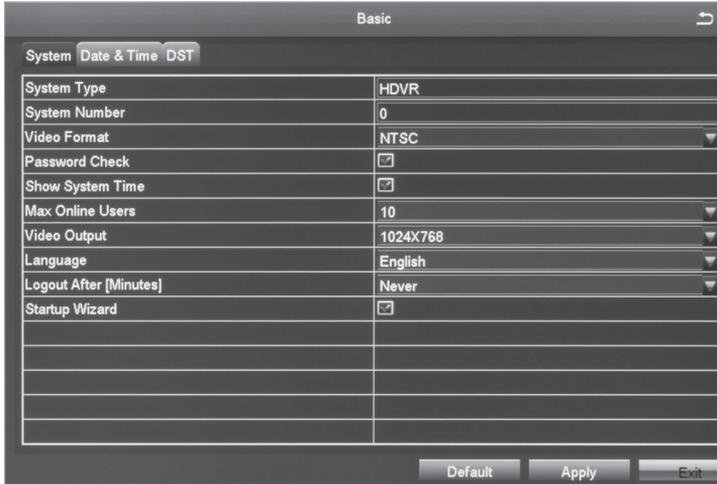 Basic
System Date & Time DST
System Type HDVR
System Number 0
Video Format NTSC
Password Check
Show System Time
Max Online Users 10
Video Output 1024X768
Language English
Logout After [Minutes] Never
Startup Wizard
Default Apply Exit